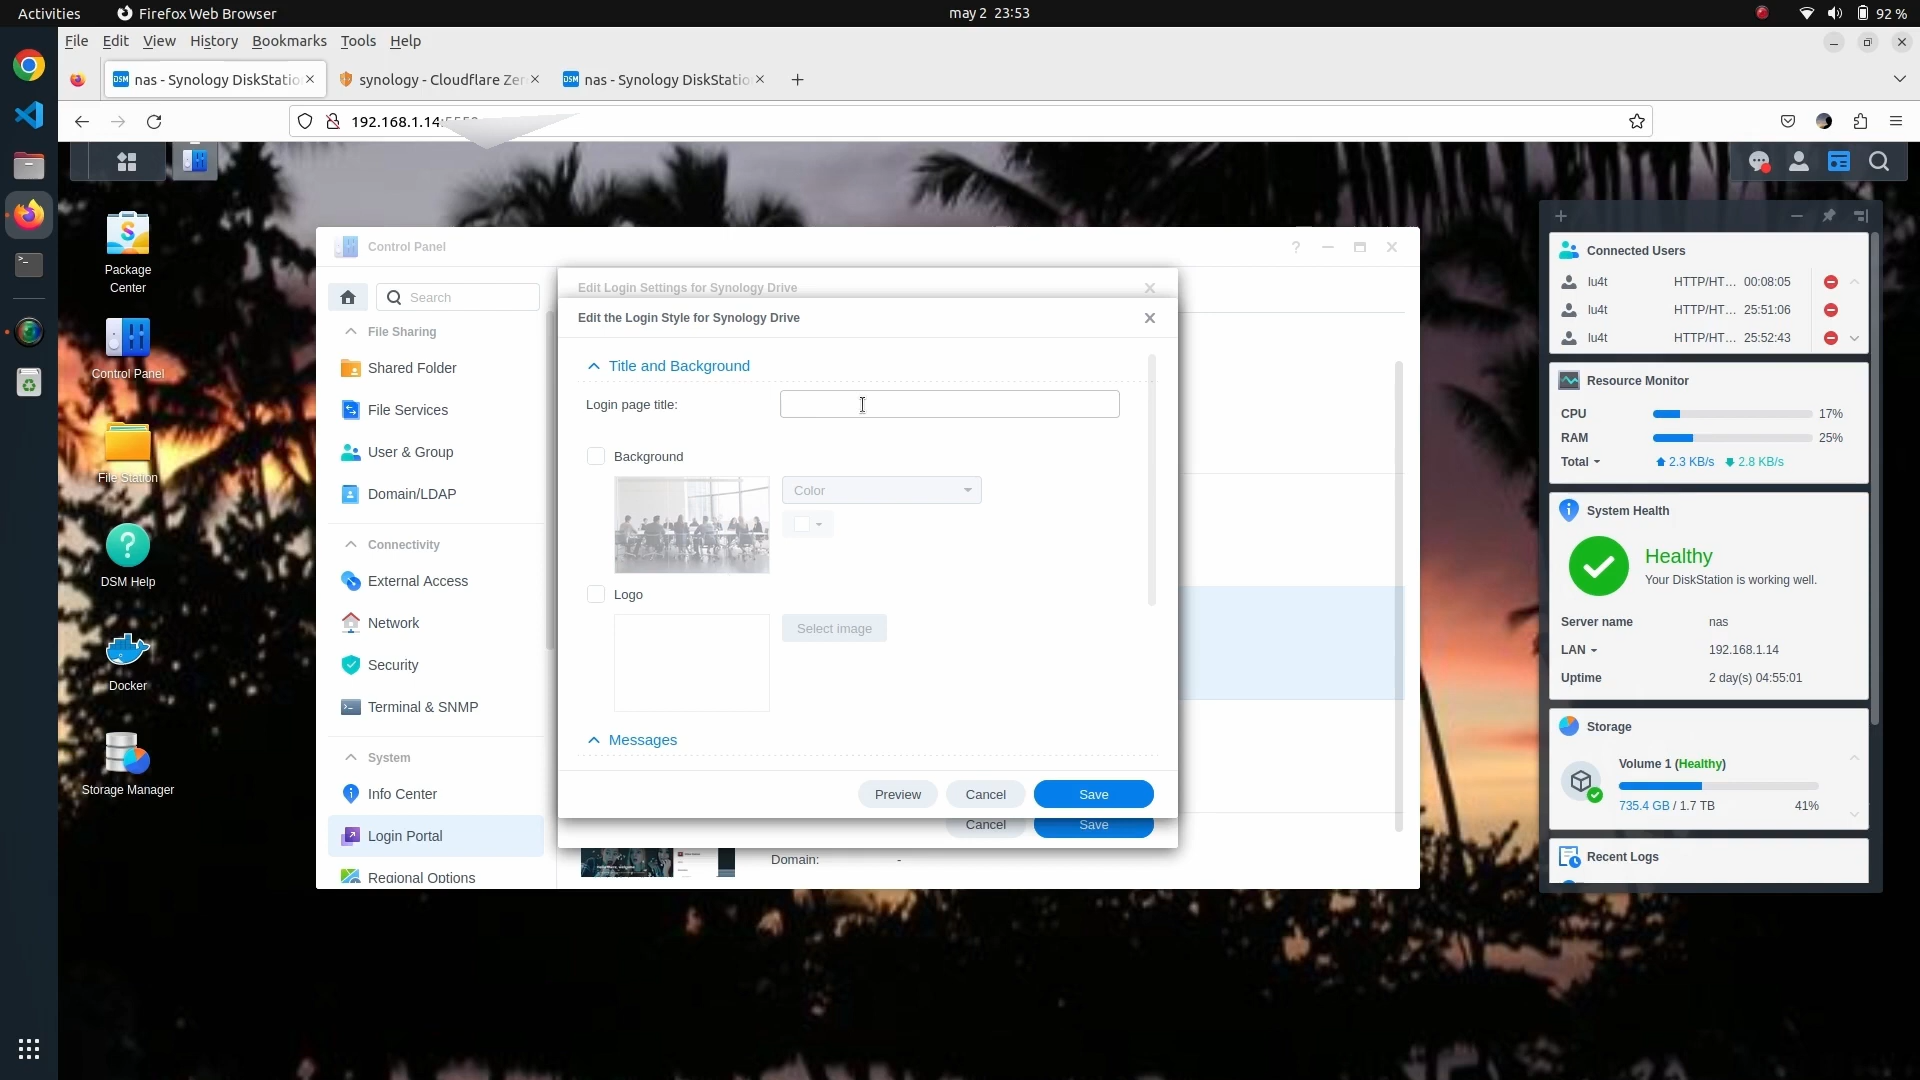 Activities
Firefox Web Browser
may 2 23:53
92 %
File Edit View History Bookmarks Tools Help
nas - Synology DiskStatio
synology - Cloudflare Zer
nas - Synology DiskStatio
192.168.1.14:
Package
Center
Control Panel
File Station
DSM Help
Docker
Storage Manager
Control Panel
Search
File Sharing
Shared Folder
File Services
User & Group
Domain/LDAP
Connectivity
External Access
Network
Security
Terminal & SNMP
System
Info Center
Login Portal
Regional Options
Edit Login Settings for Synology Drive
Edit the Login Style for Synology Drive
Title and Background
Login page title:
Background
Color
Logo
Select image
Messages
Preview
Cancel
Save
Cancel
Save
Domain:
-
Connected Users
lu4t HTTP/HT... 00:08:05
lu4t HTTP/HT... 25:51:06
lu4t HTTP/HT... 25:52:43
Resource Monitor
CPU 17%
RAM 25%
Total 2.3 KB/s 2.8 KB/s
System Health
Healthy
Your DiskStation is working well.
Server name nas
LAN 192.168.1.14
Uptime 2 day(s) 04:55:01
Storage
Volume 1 (Healthy)
735.4 GB / 1.7 TB 41%
Recent Logs